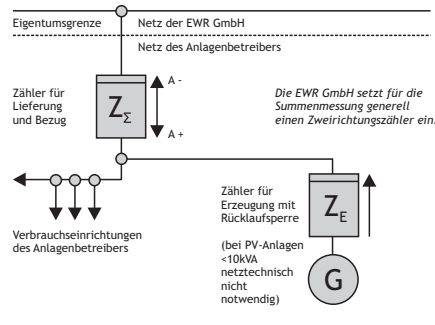 Eigentumsgrenze
Netz der EWR GmbH
Netz des Anlagenbetreibers
Zähler für
Lieferung
und Bezug
ZΣ
A -
A +
Die EWR GmbH setzt für die
Summenmessung generell
einen Zweirichtungszähler ein.
Verbrauchseinrichtungen
des Anlagenbetreibers
Zähler für
Erzeugung mit
Rücklaufsperre
(bei PV-Anlagen
<10kVA
netztechnisch
nicht
notwendig)
ZE
G